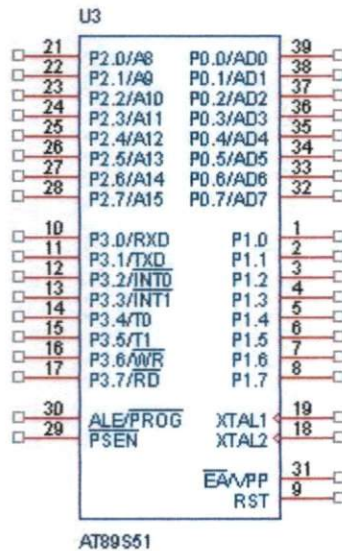 U3
21 P2.0/A8 P0.0/AD0 39
22 P2.1/A9 P0.1/AD1 38
23 P2.2/A10 P0.2/AD2 37
24 P2.3/A11 P0.3/AD3 36
25 P2.4/A12 P0.4/AD4 35
26 P2.5/A13 P0.5/AD5 34
27 P2.6/A14 P0.6/AD6 33
28 P2.7/A15 P0.7/AD7 32
10 P3.0/RXD P1.0 1
11 P3.1/TXD P1.1 2
12 P3.2/INT0 P1.2 3
13 P3.3/INT1 P1.3 4
14 P3.4/T0 P1.4 5
15 P3.5/T1 P1.5 6
16 P3.6/WR P1.6 7
17 P3.7/RD P1.7 8
30 ALE/PROG XTAL1 19
29 PSEN XTAL2 18
EA/VPP 31
RST 9
AT89S51